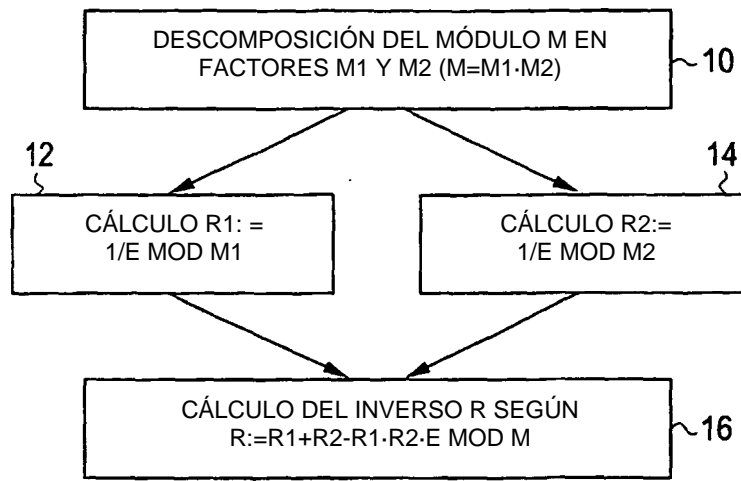 DESCOMPOSICIÓN DEL MÓDULO M EN
FACTORES M1 Y M2 (M=M1·M2)
10
12
14
CÁLCULO R1: =
1/E MOD M1
CÁLCULO R2:=
1/E MOD M2
CÁLCULO DEL INVERSO R SEGÚN
R:=R1+R2-R1·R2·E MOD M
16